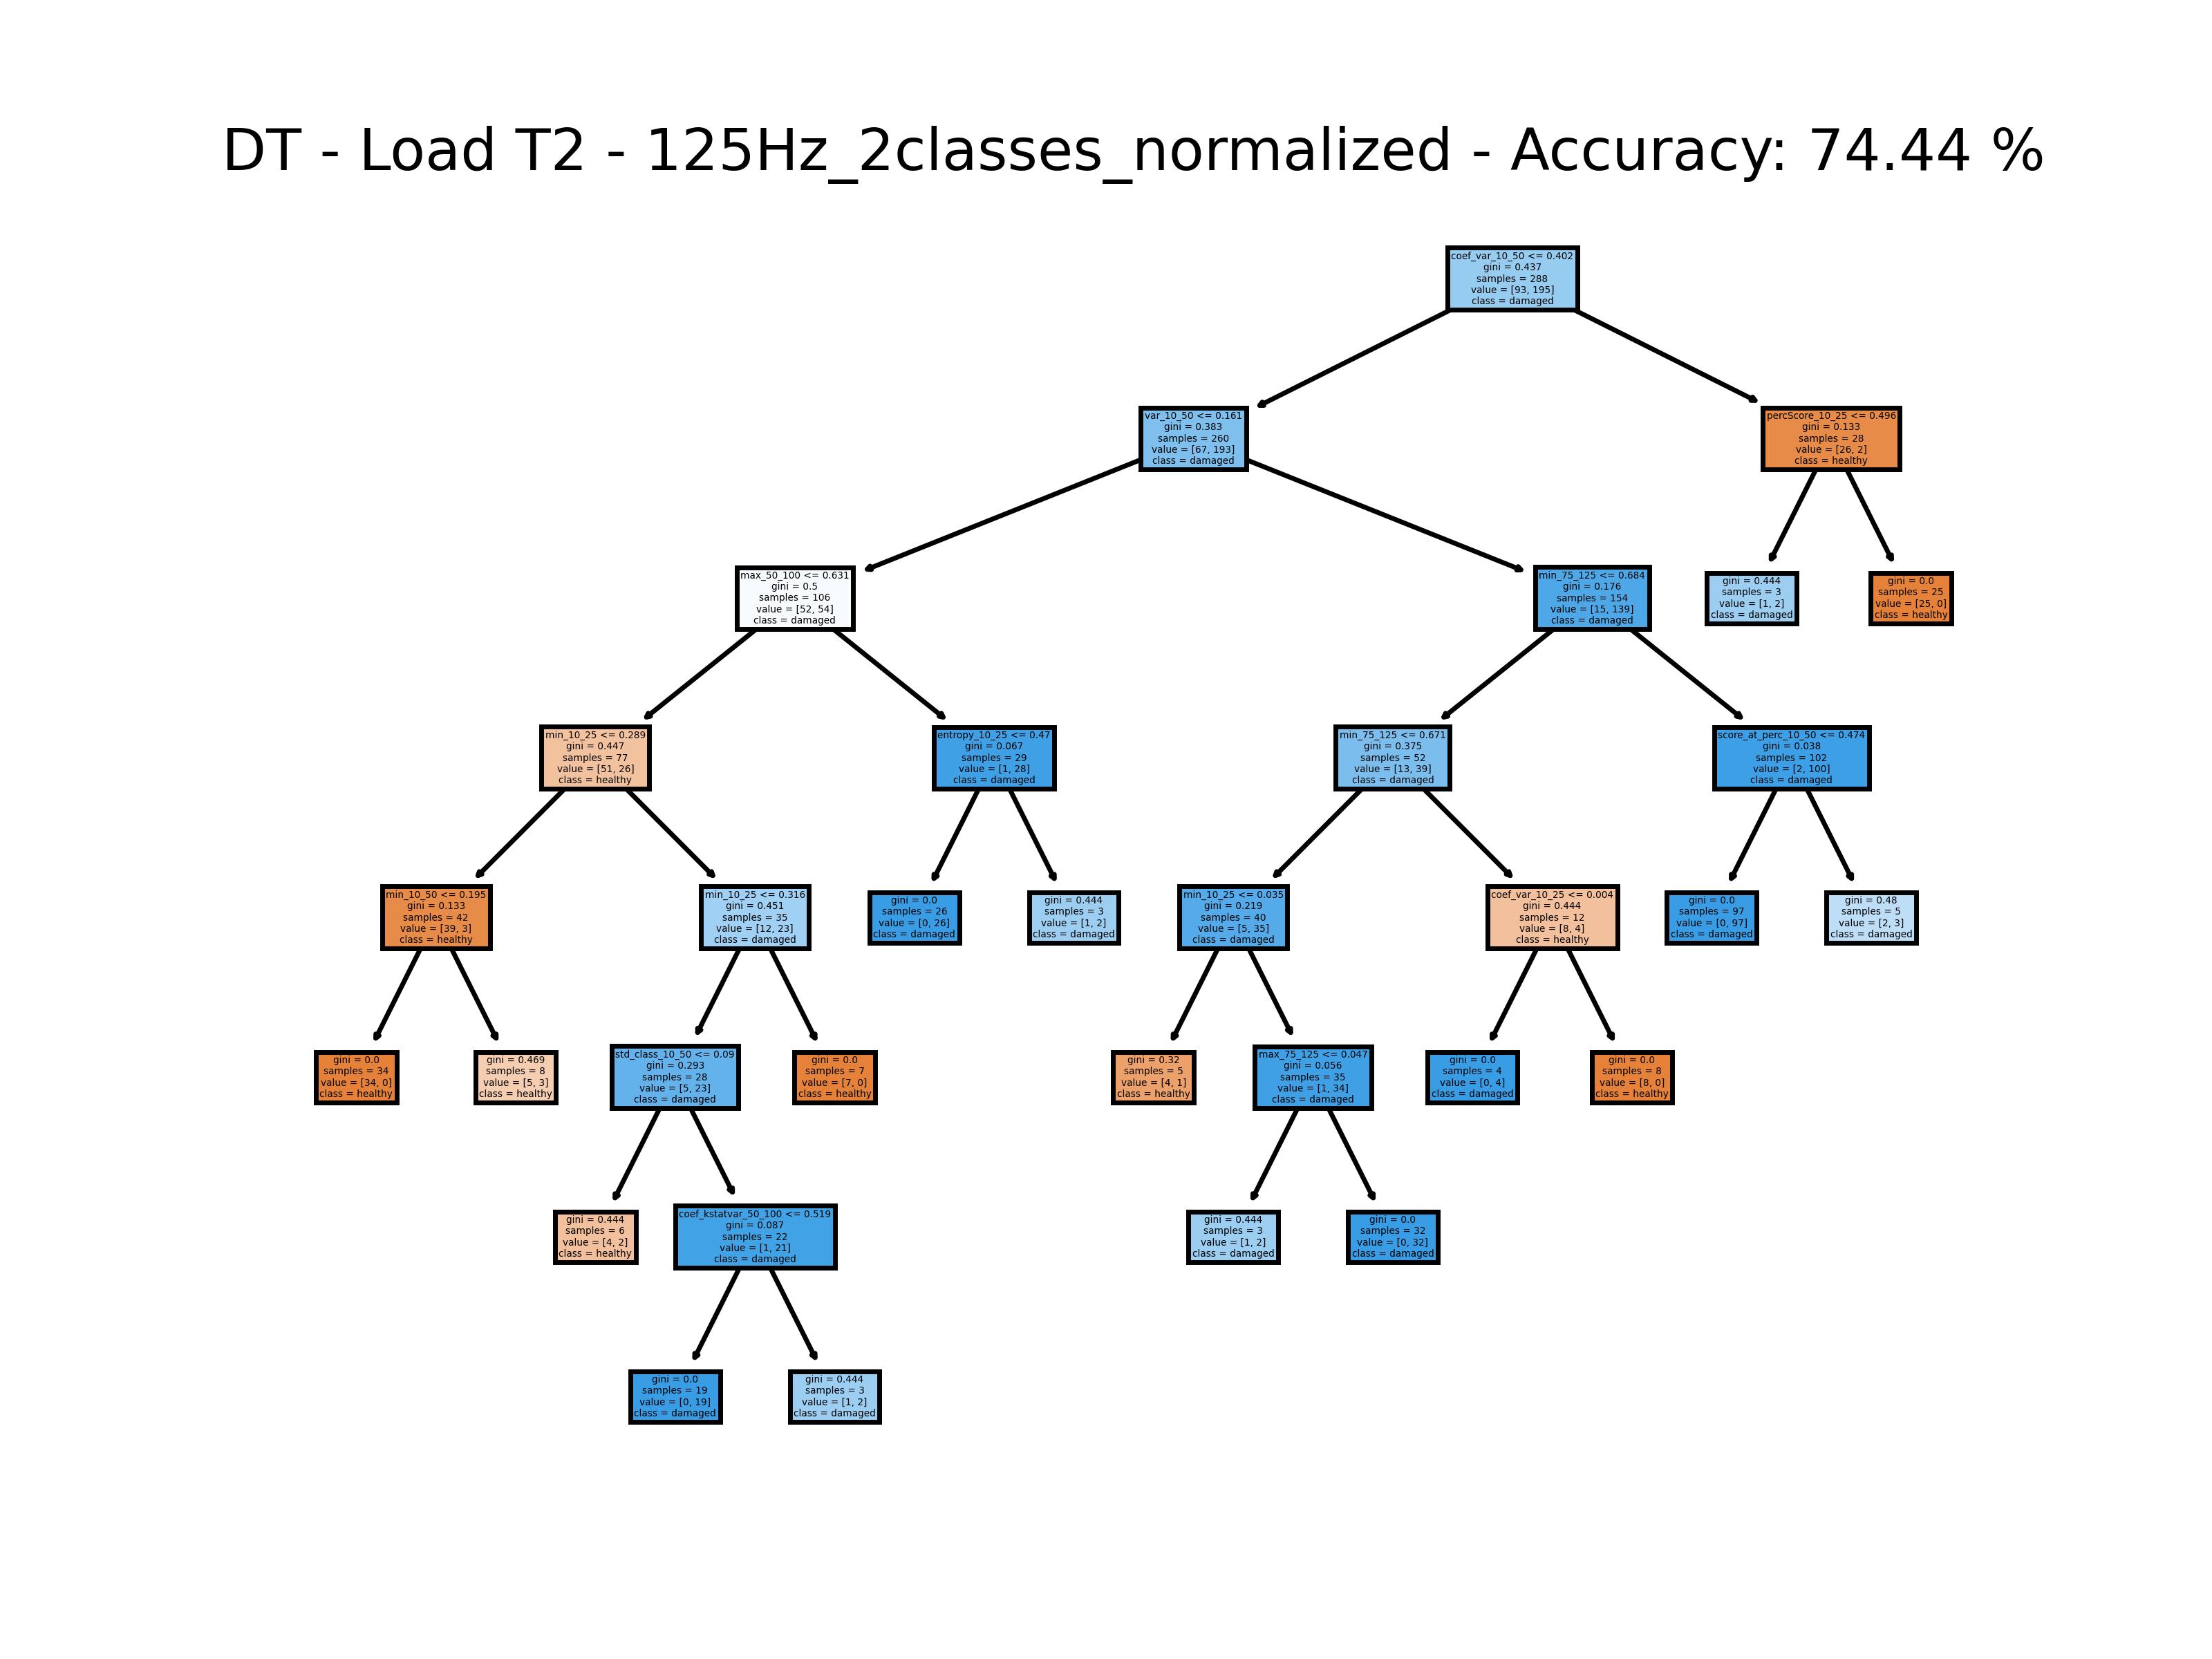 DT - Load T2 - 125Hz_2classes_normalized - Accuracy: 74.44 %
coef_var_10_50 <= 0.402
gini = 0.437
samples = 288
value = [93, 195]
class = damaged
var_10_50 <= 0.161
gini = 0.383
samples = 260
value = [67, 193]
class = damaged
percScore_10_25 <= 0.496
gini = 0.133
samples = 28
value = [26, 2]
class = healthy
max_50_100 <= 0.631
gini = 0.5
samples = 106
value = [52, 54]
class = damaged
min_75_125 <= 0.684
gini = 0.176
samples = 154
value = [15, 139]
class = damaged
gini = 0.444
samples = 3
value = [1, 2]
class = damaged
gini = 0.0
samples = 25
value = [25, 0]
class = healthy
min_10_25 <= 0.289
gini = 0.447
samples = 77
value = [51, 26]
class = healthy
entropy_10_25 <= 0.47
gini = 0.067
samples = 29
value = [1, 28]
class = damaged
min_75_125 <= 0.671
gini = 0.375
samples = 52
value = [13, 39]
class = damaged
score_at_perc_10_50 <= 0.474
gini = 0.038
samples = 102
value = [2, 100]
class = damaged
min_10_50 <= 0.195
gini = 0.133
samples = 42
value = [39, 3]
class = healthy
min_10_25 <= 0.316
gini = 0.451
samples = 35
value = [12, 23]
class = damaged
gini = 0.0
samples = 26
value = [0, 26]
class = damaged
gini = 0.444
samples = 3
value = [1, 2]
class = damaged
min_10_25 <= 0.035
gini = 0.219
samples = 40
value = [5, 35]
class = damaged
coef_var_10_25 <= 0.004
gini = 0.444
samples = 12
value = [8, 4]
class = healthy
gini = 0.0
samples = 97
value = [0, 97]
class = damaged
gini = 0.48
samples = 5
value = [2, 3]
class = damaged
gini = 0.0
samples = 34
value = [34, 0]
class = healthy
gini = 0.469
samples = 8
value = [5, 3]
class = healthy
std_class_10_50 <= 0.09
gini = 0.293
samples = 28
value = [5, 23]
class = damaged
gini = 0.0
samples = 7
value = [7, 0]
class = healthy
gini = 0.32
samples = 5
value = [4, 1]
class = healthy
max_75_125 <= 0.047
gini = 0.056
samples = 35
value = [1, 34]
class = damaged
gini = 0.0
samples = 4
value = [0, 4]
class = damaged
gini = 0.0
samples = 8
value = [8, 0]
class = healthy
gini = 0.444
samples = 6
value = [4, 2]
class = healthy
coef_kstatvar_50_100 <= 0.519
gini = 0.087
samples = 22
value = [1, 21]
class = damaged
gini = 0.444
samples = 3
value = [1, 2]
class = damaged
gini = 0.0
samples = 32
value = [0, 32]
class = damaged
gini = 0.0
samples = 19
value = [0, 19]
class = damaged
gini = 0.444
samples = 3
value = [1, 2]
class = damaged